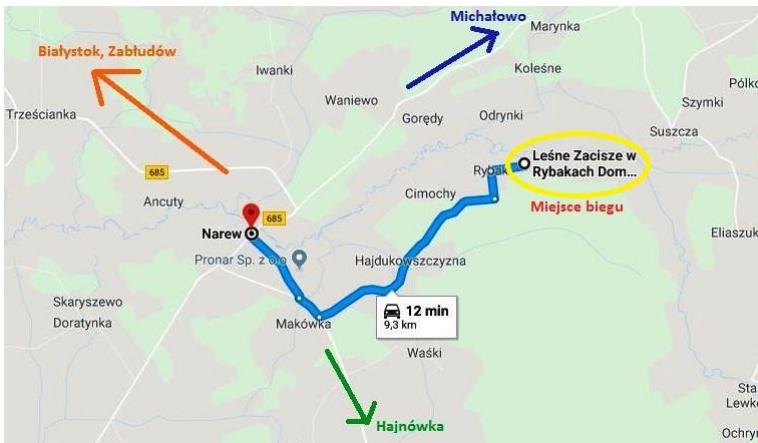 Michałowo
Marynka
Białystok, Zabłudów
Iwanki
Koleśne
Półko
Waniewo
Trześcianka
Gorędy
Odrynki
Szymki
Suszcza
685
Leśne Zacisze w
Rybakach Dom...
Rybak
Ancuty
Cimochy
Miejsce biegu
685
Narew
Eliaszuk
Pronar Sp. z o.o
Hajdukowszczyzna
Skaryszewo
Doratynka
12 min
9,3 km
Makówka
Waśki
Sta
Lewko
Hajnówka
Ochrym